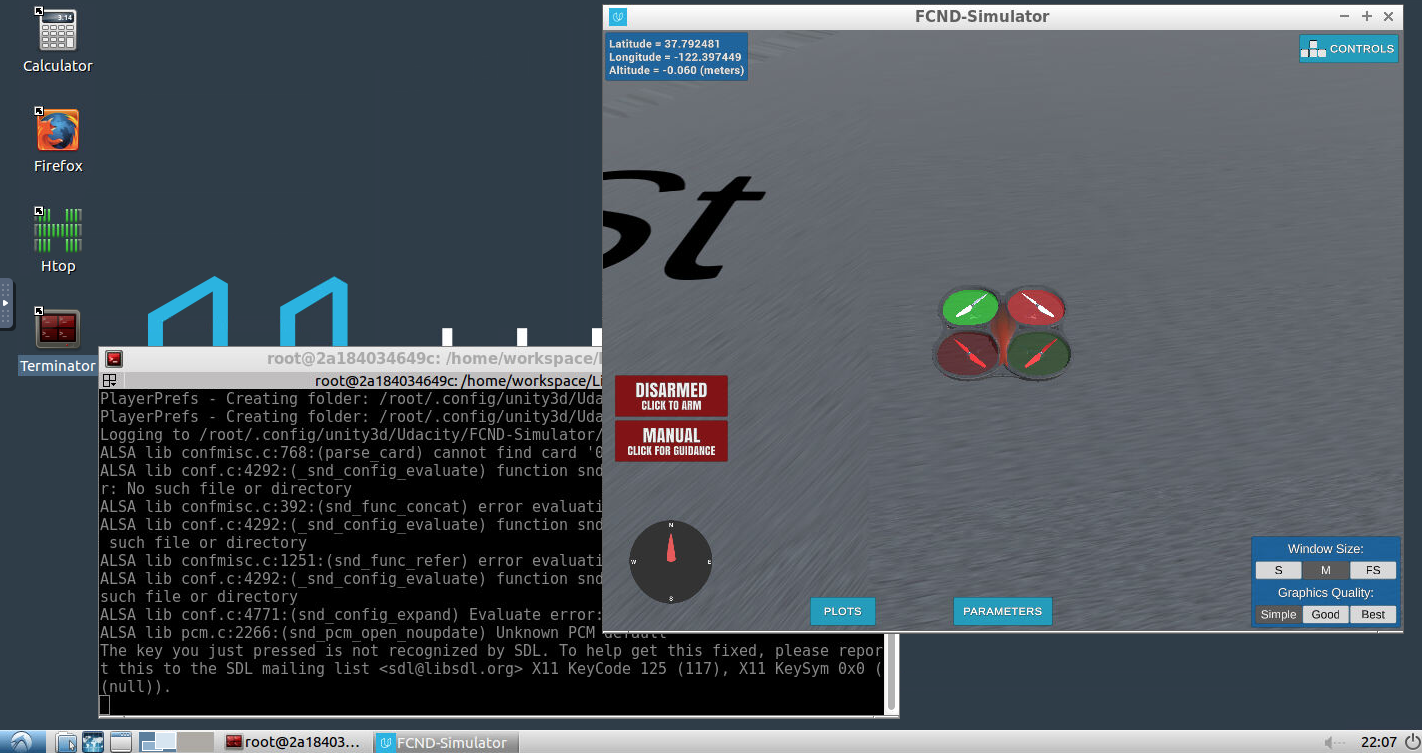 Calculator
Firefox
Htop
Terminator
3.14
FCND-Simulator
Latitude = 37.792481
Longitude = -122.397449
Altitude = -0.060 (meters)
CONTROLS
St
DISARMED
CLICK TO ARM
MANUAL
CLICK FOR GUIDANCE
N
W
E
S
PLOTS
PARAMETERS
Window Size:
S M FS
Graphics Quality:
Simple Good Best
root@2a184034649c: /home/workspace/
root@2a184034649c: /home/workspace/Li
PlayerPrefs - Creating folder: /root/.config/unity3d/Uda
PlayerPrefs - Creating folder: /root/.config/unity3d/Uda
Logging to /root/.config/unity3d/Udacity/FCND-Simulator/
ALSA lib confmisc.c:768:(parse_card) cannot find card '0
ALSA lib conf.c:4292:(_snd_config_evaluate) function snd
r: No such file or directory
ALSA lib confmisc.c:392:(snd_func_concat) error evaluati
ALSA lib conf.c:4292:(_snd_config_evaluate) function snd
such file or directory
ALSA lib confmisc.c:1251:(snd_func_refer) error evaluati
ALSA lib conf.c:4292:(_snd_config_evaluate) function snd
such file or directory
ALSA lib conf.c:4771:(snd_config_expand) Evaluate error:
ALSA lib pcm.c:2266:(snd_pcm_open_noupdate) Unknown PCM default
The key you just pressed is not recognized by SDL. To help get this fixed, please repor
t this to the SDL mailing list <sdl@libsdl.org> X11 KeyCode 125 (117), X11 KeySym 0x0 (
(null)).
root@2a18403...
FCND-Simulator
22:07